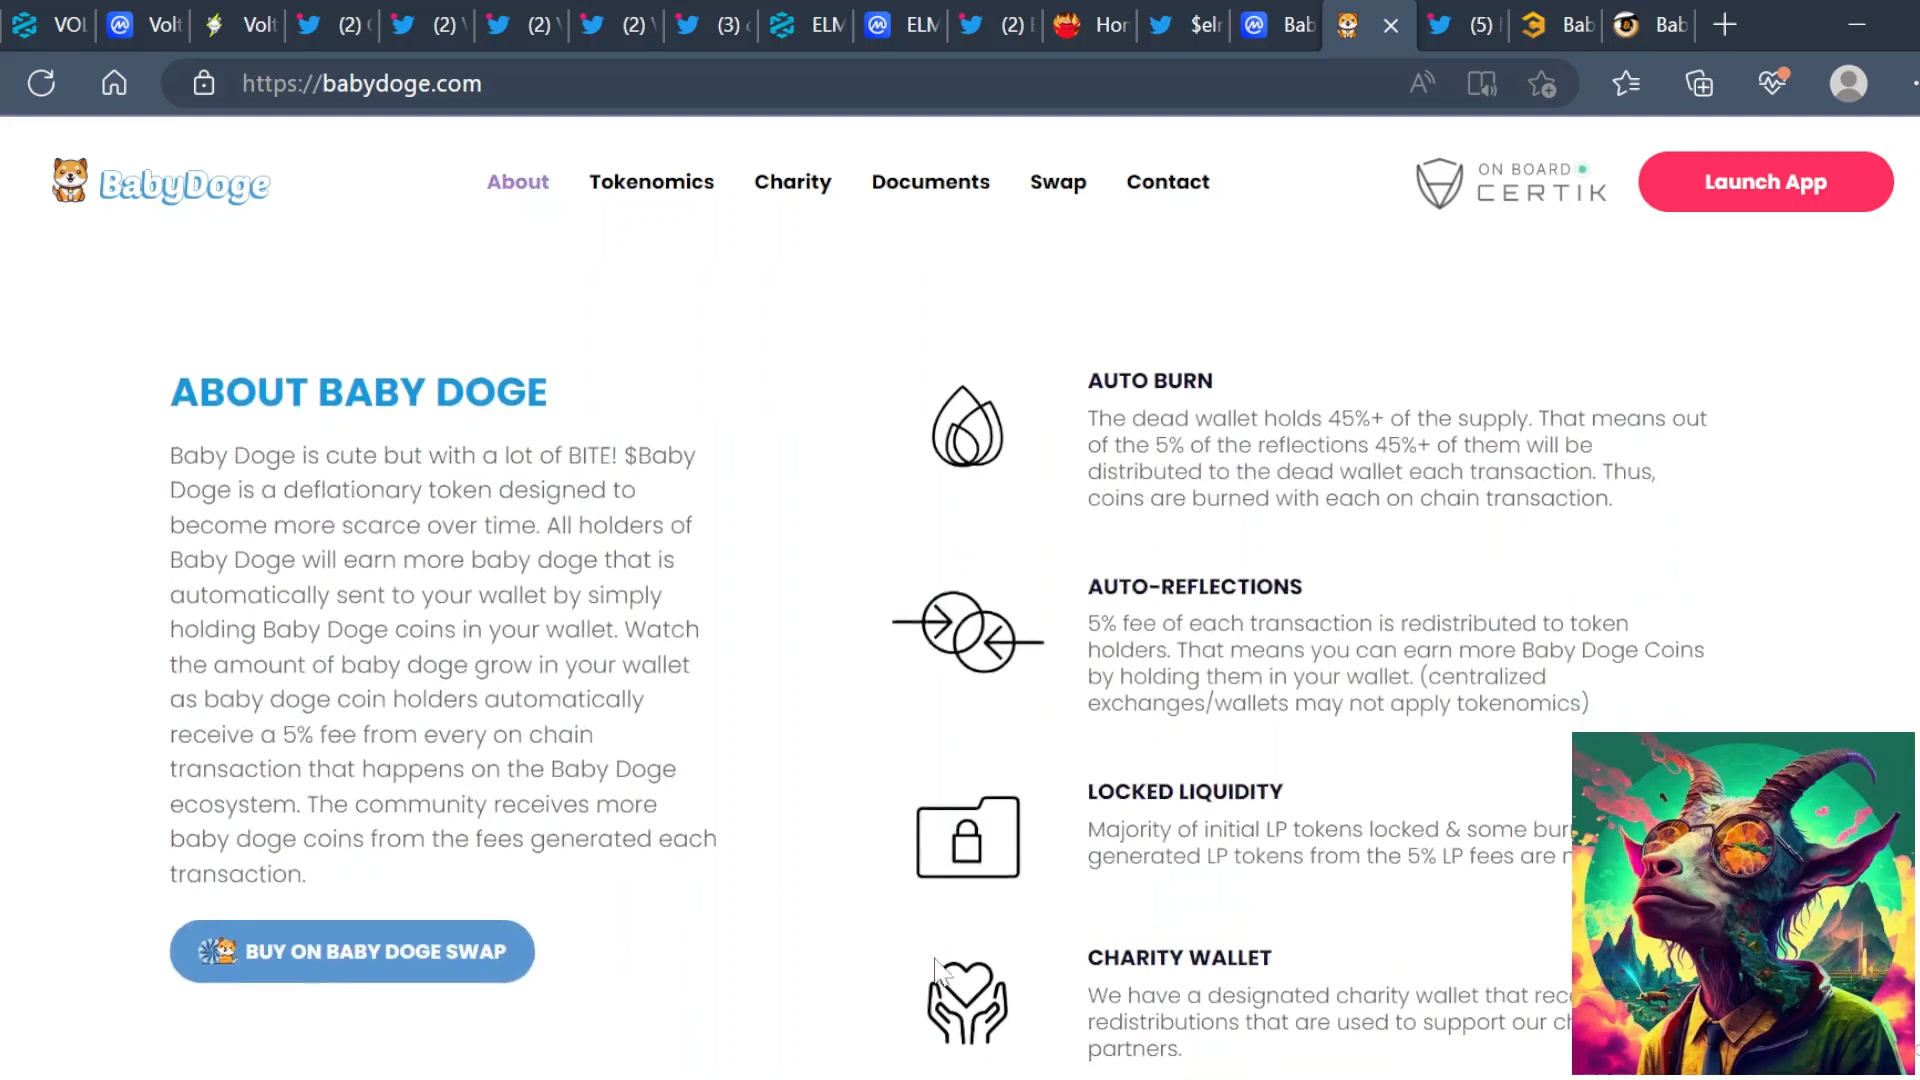 VOL
Volt
Volt
(2)
(2)
(2)
(2)
(3)
ELM
ELM
(2)
Hor
$elr
Bab
(5)
Bab
Bab
https://babydoge.com
BabyDoge
About
Tokenomics
Charity
Documents
Swap
Contact
ON BOARD
CERTIK
Launch App
ABOUT BABY DOGE
Baby Doge is cute but with a lot of BITE! $Baby
Doge is a deflationary token designed to
become more scarce over time. All holders of
Baby Doge will earn more baby doge that is
automatically sent to your wallet by simply
holding Baby Doge coins in your wallet. Watch
the amount of baby doge grow in your wallet
as baby doge coin holders automatically
receive a 5% fee from every on chain
transaction that happens on the Baby Doge
ecosystem. The community receives more
baby doge coins from the fees generated each
transaction.
BUY ON BABY DOGE SWAP
AUTO BURN
The dead wallet holds 45%+ of the supply. That means out
of the 5% of the reflections 45%+ of them will be
distributed to the dead wallet each transaction. Thus,
coins are burned with each on chain transaction.
AUTO-REFLECTIONS
5% fee of each transaction is redistributed to token
holders. That means you can earn more Baby Doge Coins
by holding them in your wallet. (centralized
exchanges/wallets may not apply tokenomics)
LOCKED LIQUIDITY
Majority of initial LP tokens locked & some bur
generated LP tokens from the 5% LP fees are
CHARITY WALLET
We have a designated charity wallet that rec
redistributions that are used to support our ch
partners.